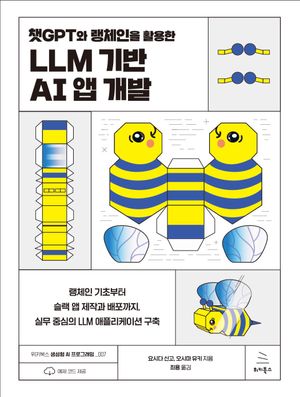 챗GPT와 랭체인을 활용한
LLM 기반
AI 앱 개발
랭체인 기초부터
슬랙 앱 제작과 배포까지,
실무 중심의 LLM 애플리케이션 구축
위키북스 생성형 AI 프로그래밍 _007
예제 코드 제공
요시다 신고, 오시마 유키 지음
최용 옮김
위키북스